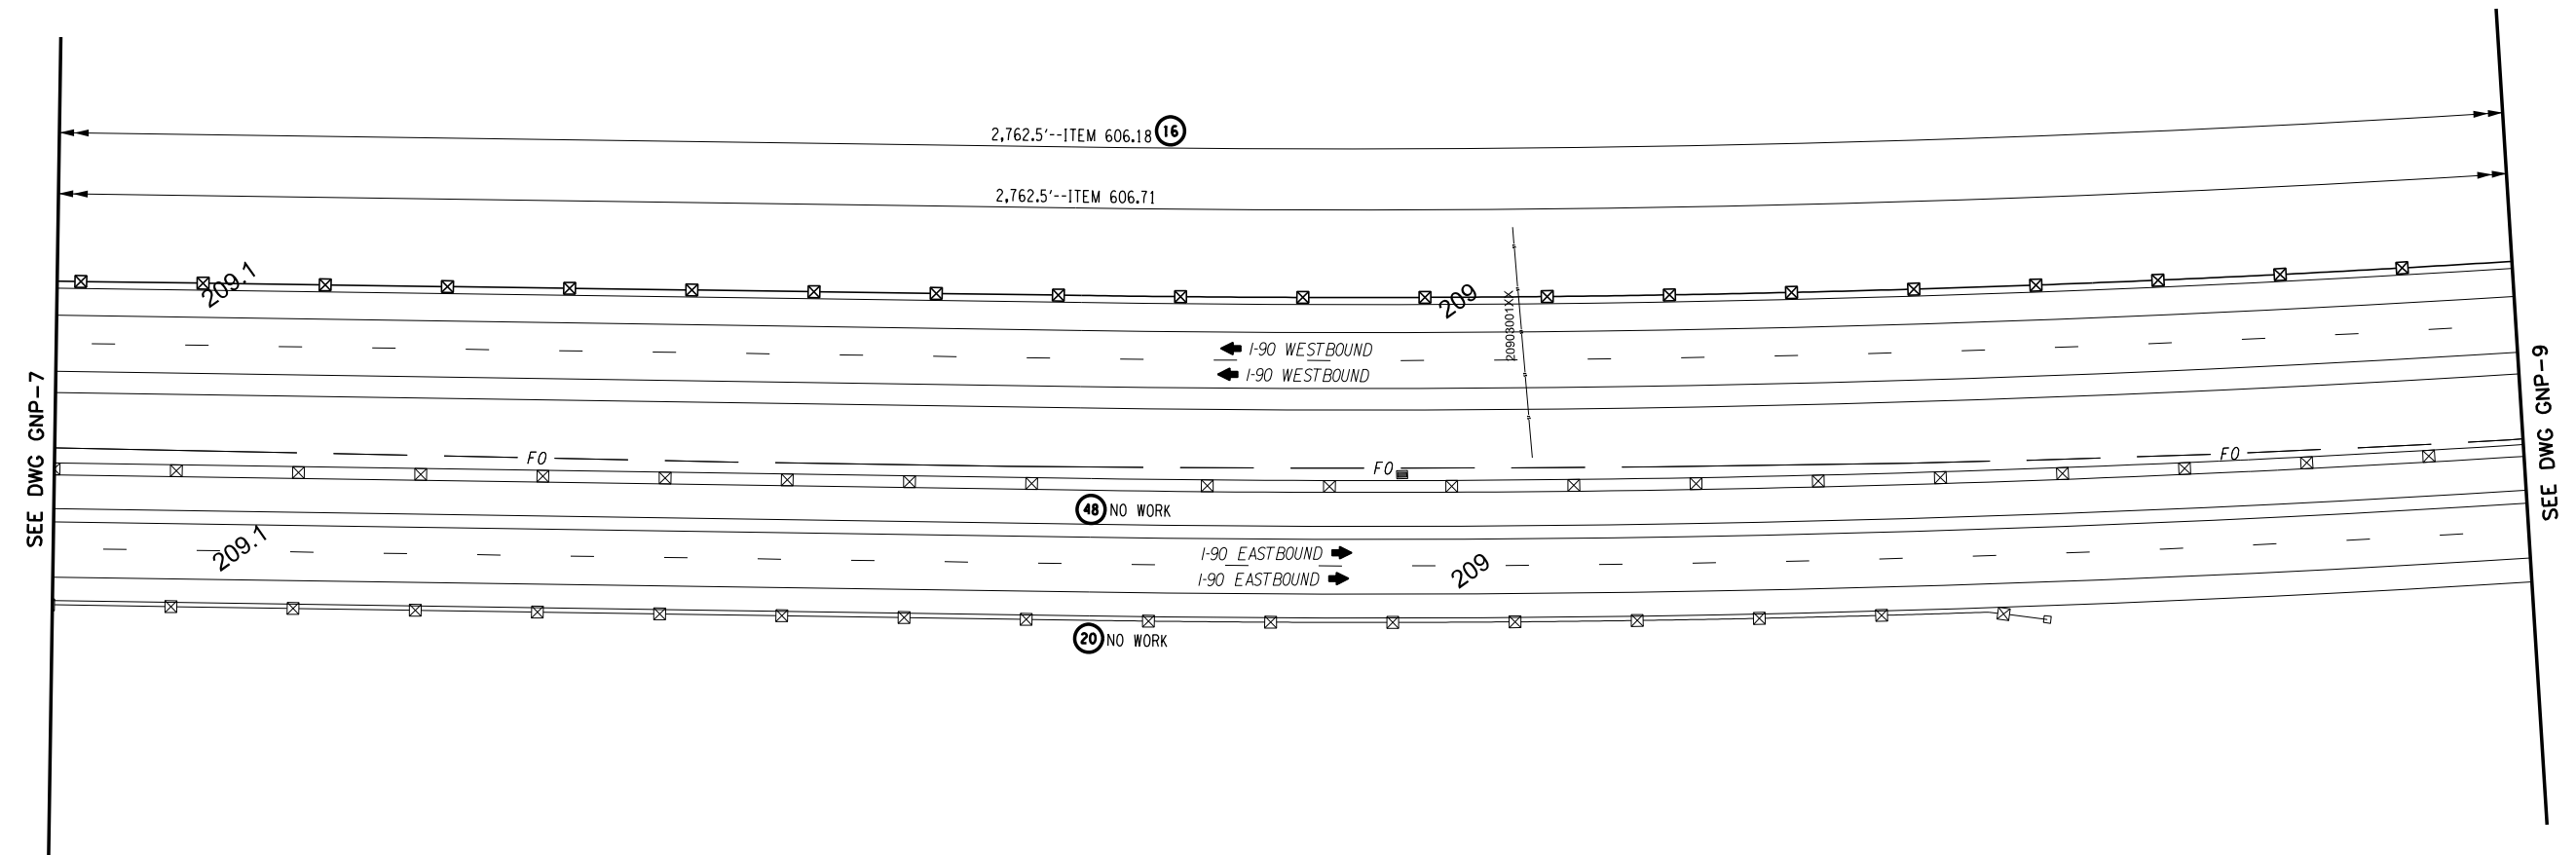 2,762.5'--ITEM 606.18 16
2,762.5'--ITEM 606.71
209.1
209
20903001XX
I-90 WESTBOUND
I-90 WESTBOUND
SEE DWG GNP-7
SEE DWG GNP-9
FO
FO
FO
48 NO WORK
209.1
I-90 EASTBOUND
209
I-90 EASTBOUND
20 NO WORK